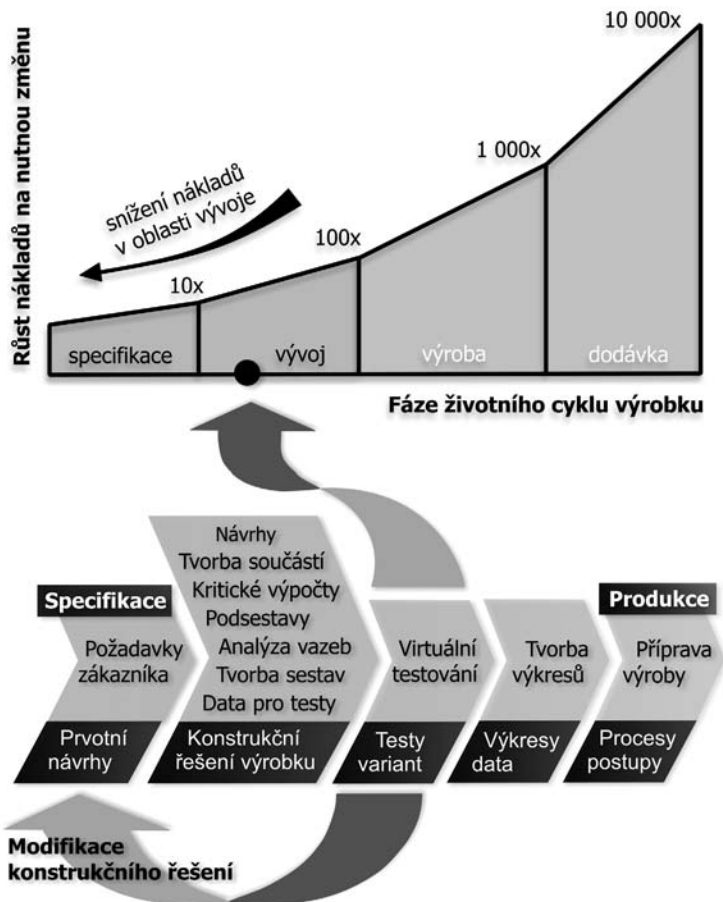 Růst nákladů na nutnou změnu
10 000x
1 000x
100x
10x
snížení nákladů
v oblasti vývoje
specifikace
vývoj
výroba
dodávka
Fáze životního cyklu výrobku
Specifikace
Požadavky
zákazníka
Prvotní
návrhy
Návrhy
Tvorba součástí
Kritické výpočty
Podsestavy
Analýza vazeb
Tvorba sestav
Data pro testy
Konstrukční
řešení výrobku
Virtuální
testování
Testy
variant
Tvorba
výkresů
Výkresy
data
Produkce
Příprava
výroby
Procesy
postupy
Modifikace
konstrukčního řešení